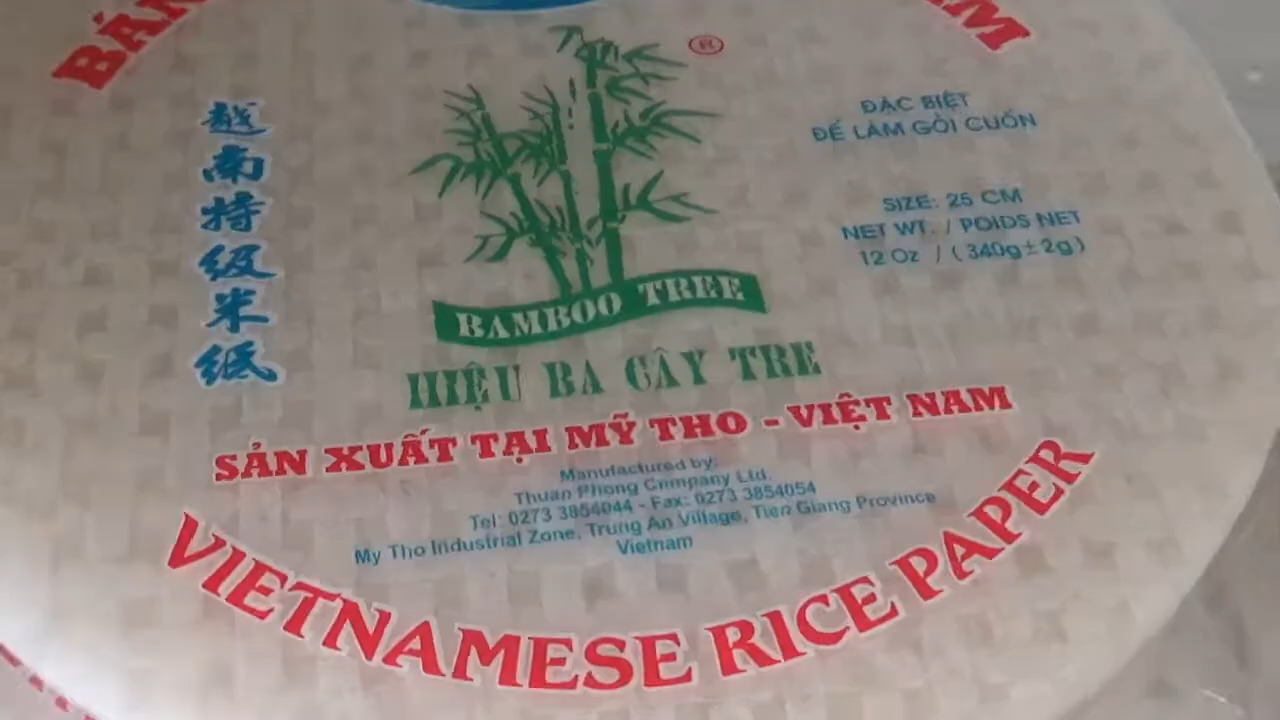 ®
ĐẶC BIỆT
ĐỂ LÀM GỎI CUỐN
越南特級米紙
SIZE: 25 CM
NET WT. / POIDS NET
12 Oz / (340g±2g)
BAMBOO TREE
HIỆU BA CÂY TRE
SẢN XUẤT TẠI MỸ THO - VIỆT NAM
Manufactured by:
Thuan Phong Company Ltd.
Tel: 0273 3854044 - Fax: 0273 3854054
My Tho Industrial Zone, Trung An Village, Tien Giang Province
Vietnam
VIETNAMESE RICE PAPER